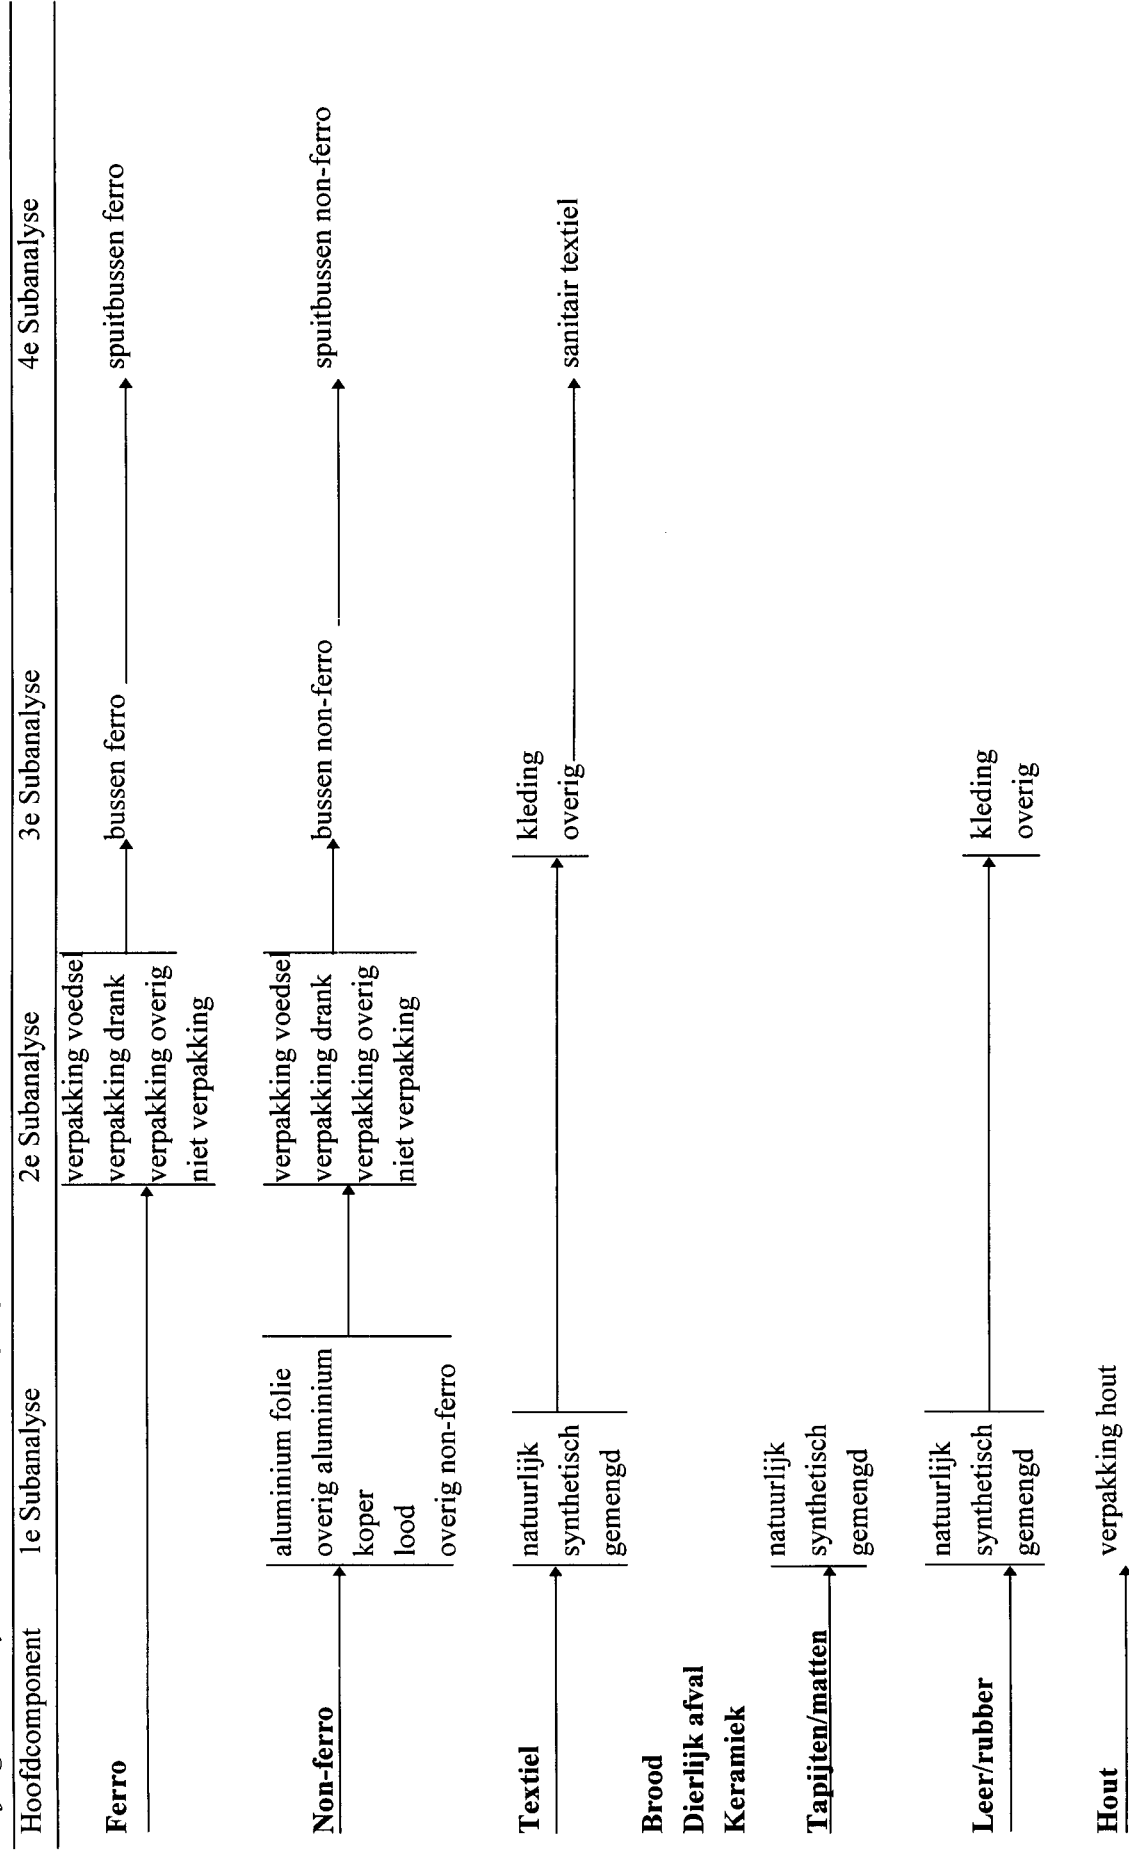 Hoofdcomponent 1e Subanalyse 2e Subanalyse 3e Subanalyse 4e Subanalyse
Ferro
verpakking voedsel
verpakking drank
verpakking overig
niet verpakking
bussen ferro
spuitbussen ferro
Non-ferro
aluminium folie
overig aluminium
koper
lood
overig non-ferro
verpakking voedsel
verpakking drank
verpakking overig
niet verpakking
bussen non-ferro
spuitbussen non-ferro
Textiel
natuurlijk
synthetisch
gemengd
kleding
overig
sanitair textiel
Brood
Dierlijk afval
Keramiek
Tapijten/matten
natuurlijk
synthetisch
gemengd
Leer/rubber
natuurlijk
synthetisch
gemengd
kleding
overig
Hout
verpakking hout